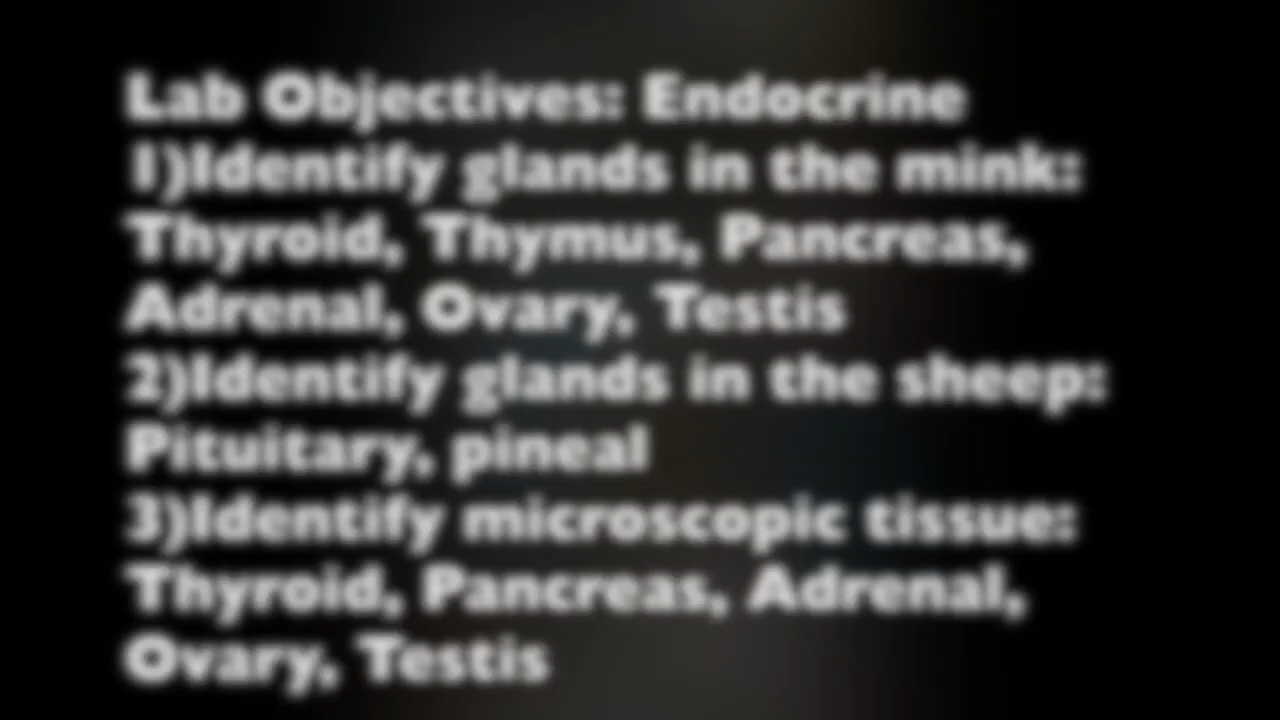 Lab Objectives: Endocrine
1)Identify glands in the mink:
Thyroid, Thymus, Pancreas,
Adrenal, Ovary, Testis
2)Identify glands in the sheep:
Pituitary, pineal
3)Identify microscopic tissue:
Thyroid, Pancreas, Adrenal,
Ovary, Testis